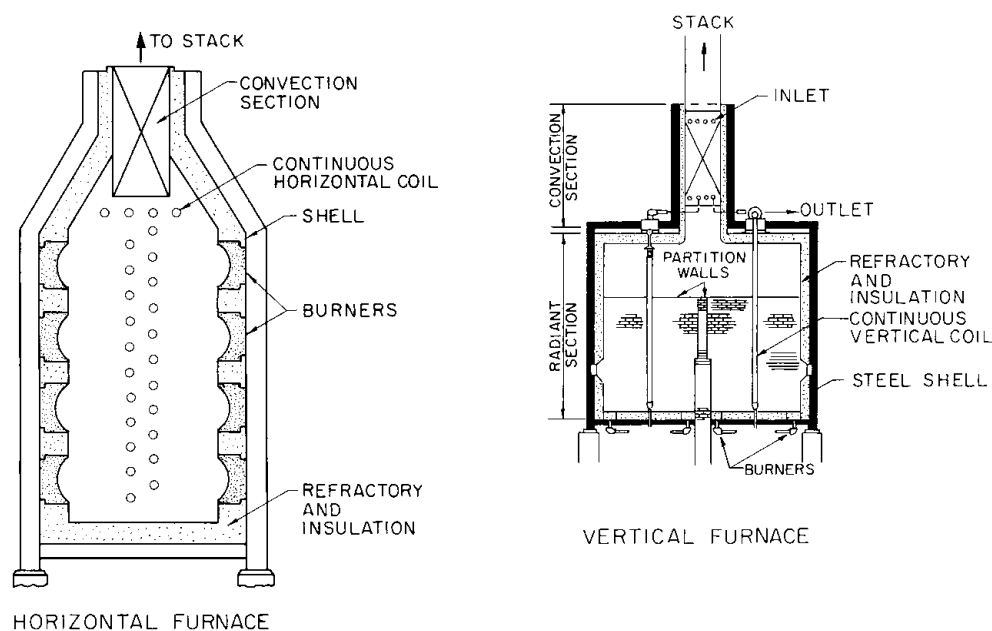 TO STACK
CONVECTION
SECTION
CONTINUOUS
HORIZONTAL COIL
SHELL
BURNERS
REFRACTORY
AND
INSULATION
HORIZONTAL FURNACE
STACK
INLET
CONVECTION
SECTION
OUTLET
PARTITION
WALLS
RADIANT
SECTION
REFRACTORY
AND
INSULATION
CONTINUOUS
VERTICAL COIL
STEEL SHELL
BURNERS
VERTICAL FURNACE